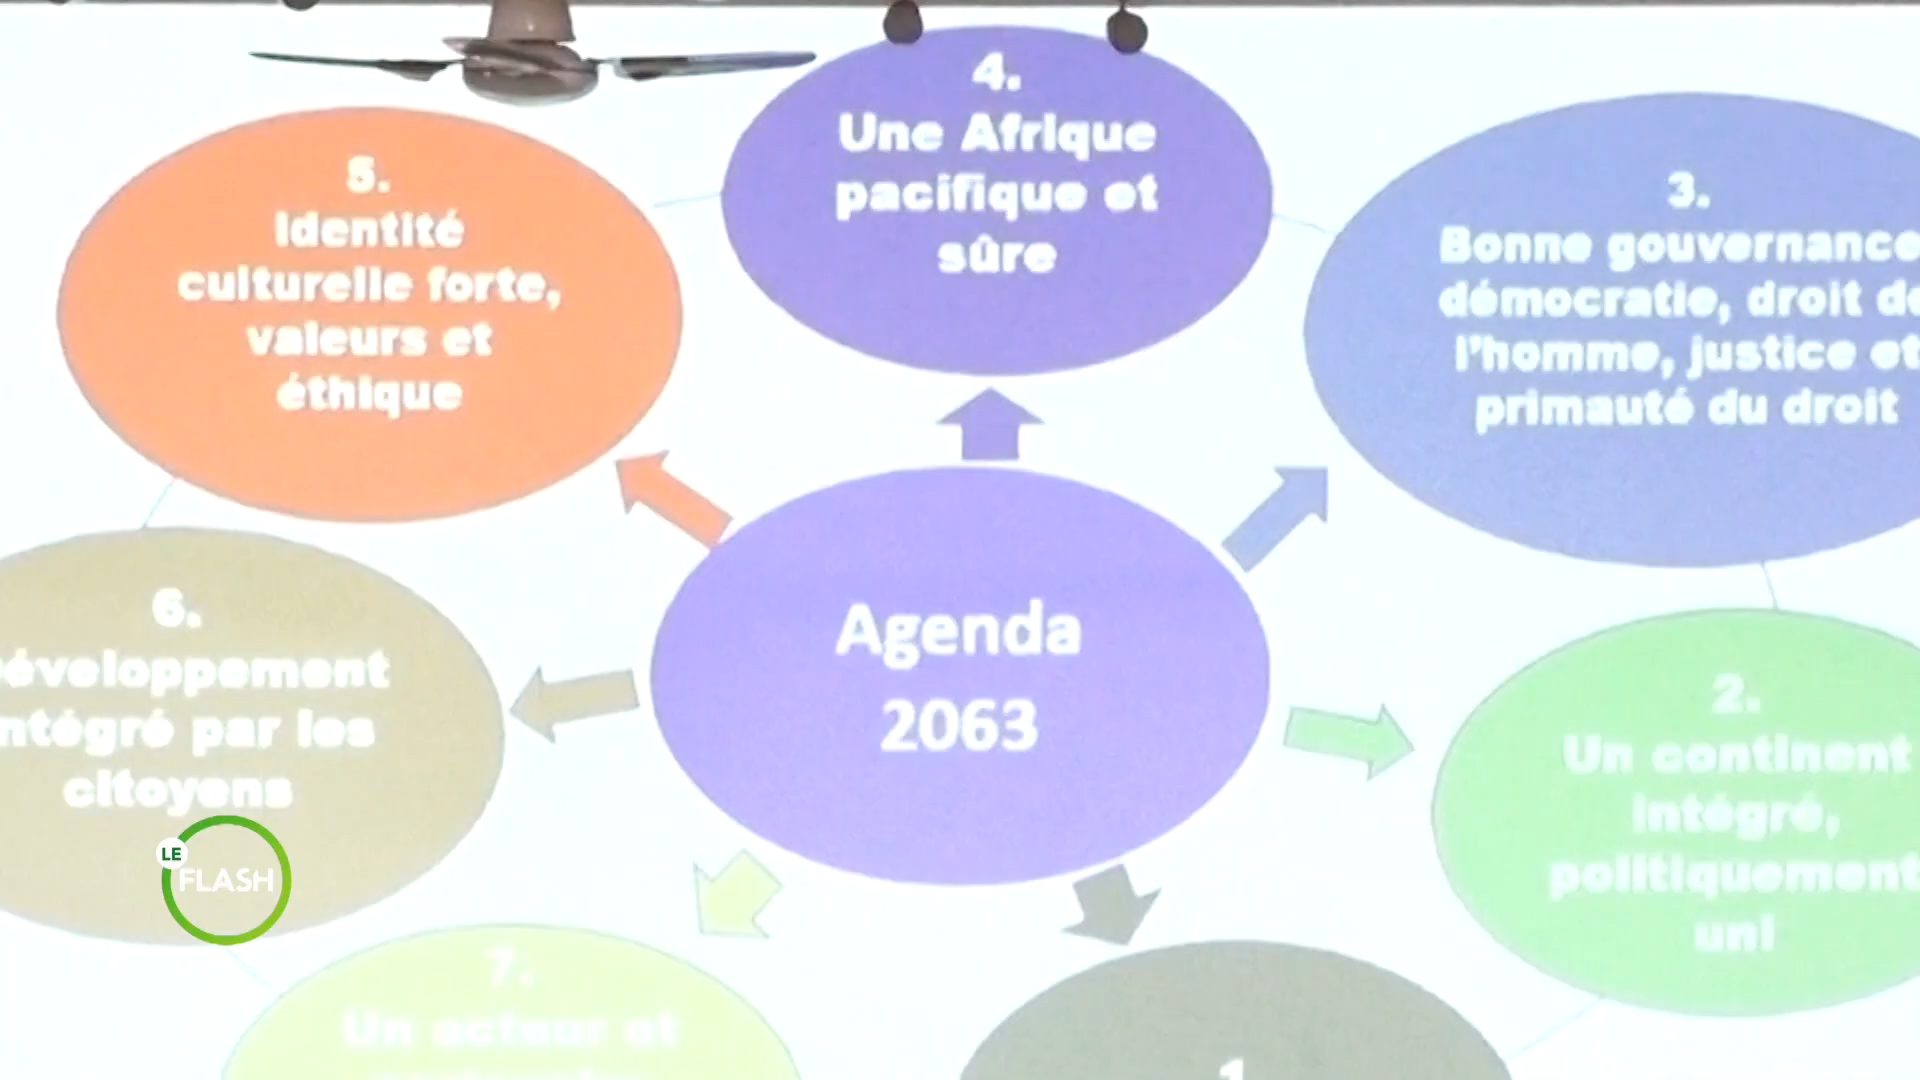 4.
Une Afrique
pacifique et
sûre
5.
Identité
culturelle forte,
valeurs et
éthique
3.
Bonne gouvernance
démocratie, droit de
l'homme, justice et
primauté du droit
Agenda
2063
6.
éveloppement
ntégré par les
citoyens
2.
Un continent
intégré,
politiquement
uni
LE
FLASH
7.
Un acteur et
1.